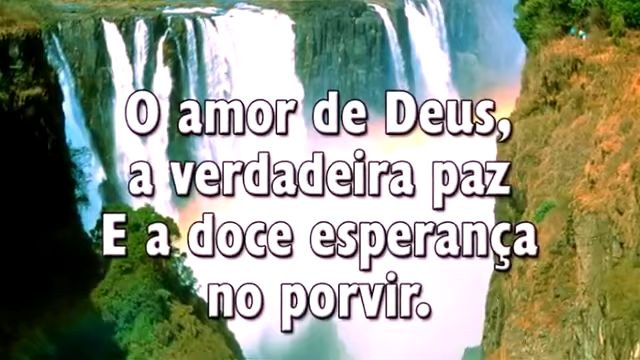 O amor de Deus,
a verdadeira paz
E a doce esperança
no porvir.